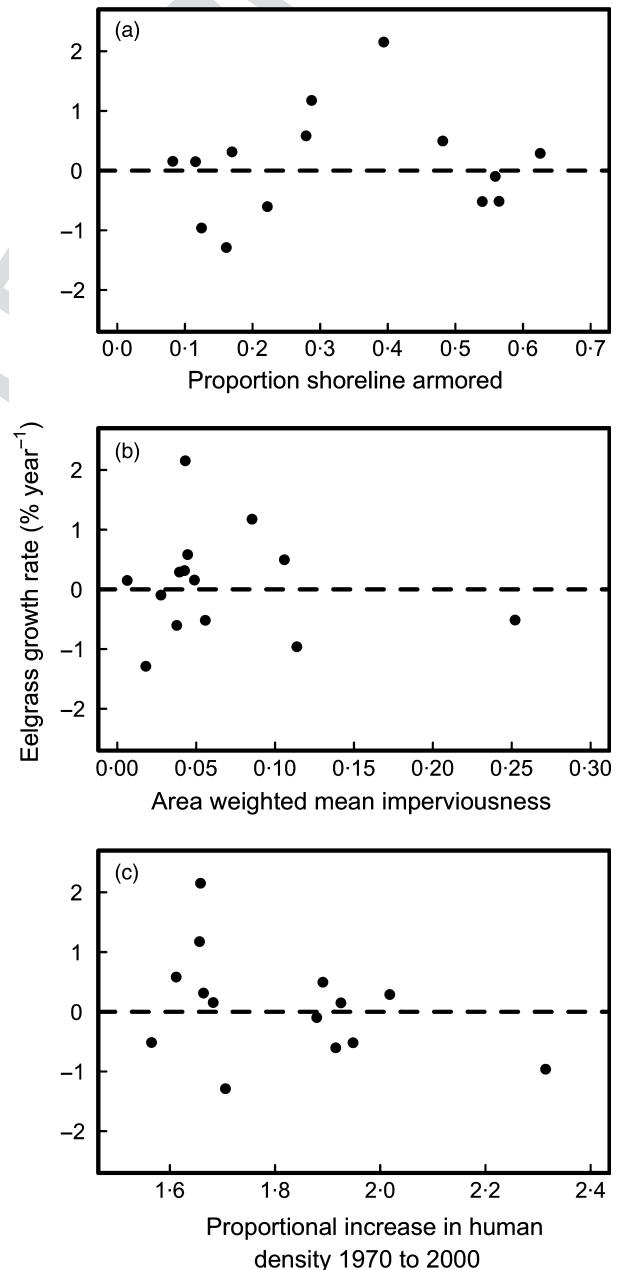 (a)
2
1
0
–1
–2
0·0 0·1 0·2 0·3 0·4 0·5 0·6 0·7
Proportion shoreline armored
Eelgrass growth rate (% year⁻¹)
(b)
2
1
0
–1
–2
0·00 0·05 0·10 0·15 0·20 0·25 0·30
Area weighted mean imperviousness
(c)
2
1
0
–1
–2
1·6 1·8 2·0 2·2 2·4
Proportional increase in human
density 1970 to 2000